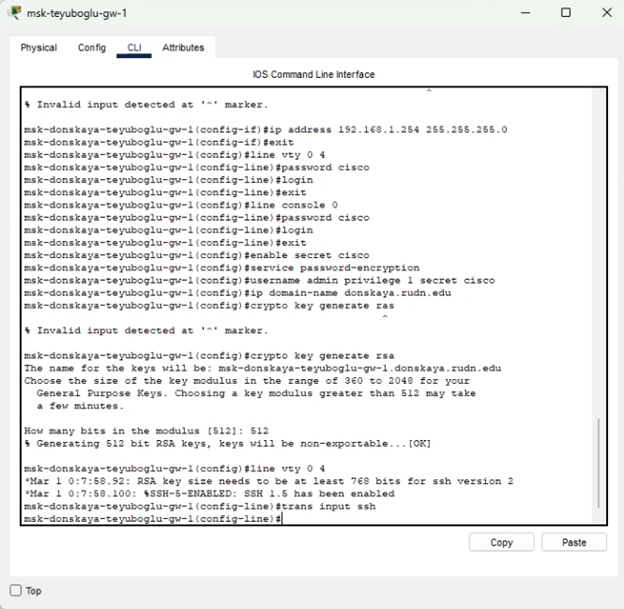 msk-teyuboglu-gw-1
Physical Config CLI Attributes
IOS Command Line Interface
^
% Invalid input detected at '^' marker.
msk-donskaya-teyuboglu-gw-1(config-if)#ip address 192.168.1.254 255.255.255.0
msk-donskaya-teyuboglu-gw-1(config-if)#exit
msk-donskaya-teyuboglu-gw-1(config)#line vty 0 4
msk-donskaya-teyuboglu-gw-1(config-line)#password cisco
msk-donskaya-teyuboglu-gw-1(config-line)#login
msk-donskaya-teyuboglu-gw-1(config-line)#exit
msk-donskaya-teyuboglu-gw-1(config)#line console 0
msk-donskaya-teyuboglu-gw-1(config-line)#password cisco
msk-donskaya-teyuboglu-gw-1(config-line)#login
msk-donskaya-teyuboglu-gw-1(config-line)#exit
msk-donskaya-teyuboglu-gw-1(config)#enable secret cisco
msk-donskaya-teyuboglu-gw-1(config)#service password-encryption
msk-donskaya-teyuboglu-gw-1(config)#username admin privilege 1 secret cisco
msk-donskaya-teyuboglu-gw-1(config)#ip domain-name donskaya.rudn.edu
msk-donskaya-teyuboglu-gw-1(config)#crypto key generate ras
^
% Invalid input detected at '^' marker.
msk-donskaya-teyuboglu-gw-1(config)#crypto key generate rsa
The name for the keys will be: msk-donskaya-teyuboglu-gw-1.donskaya.rudn.edu
Choose the size of the key modulus in the range of 360 to 2048 for your
General Purpose Keys. Choosing a key modulus greater than 512 may take
a few minutes.
How many bits in the modulus [512]: 512
% Generating 512 bit RSA keys, keys will be non-exportable...[OK]
msk-donskaya-teyuboglu-gw-1(config)#line vty 0 4
*Mar 1 0:7:58.92: RSA key size needs to be at least 768 bits for ssh version 2
*Mar 1 0:7:58.100: %SSH-5-ENABLED: SSH 1.5 has been enabled
msk-donskaya-teyuboglu-gw-1(config-line)#trans input ssh
msk-donskaya-teyuboglu-gw-1(config-line)#
Copy Paste
Top